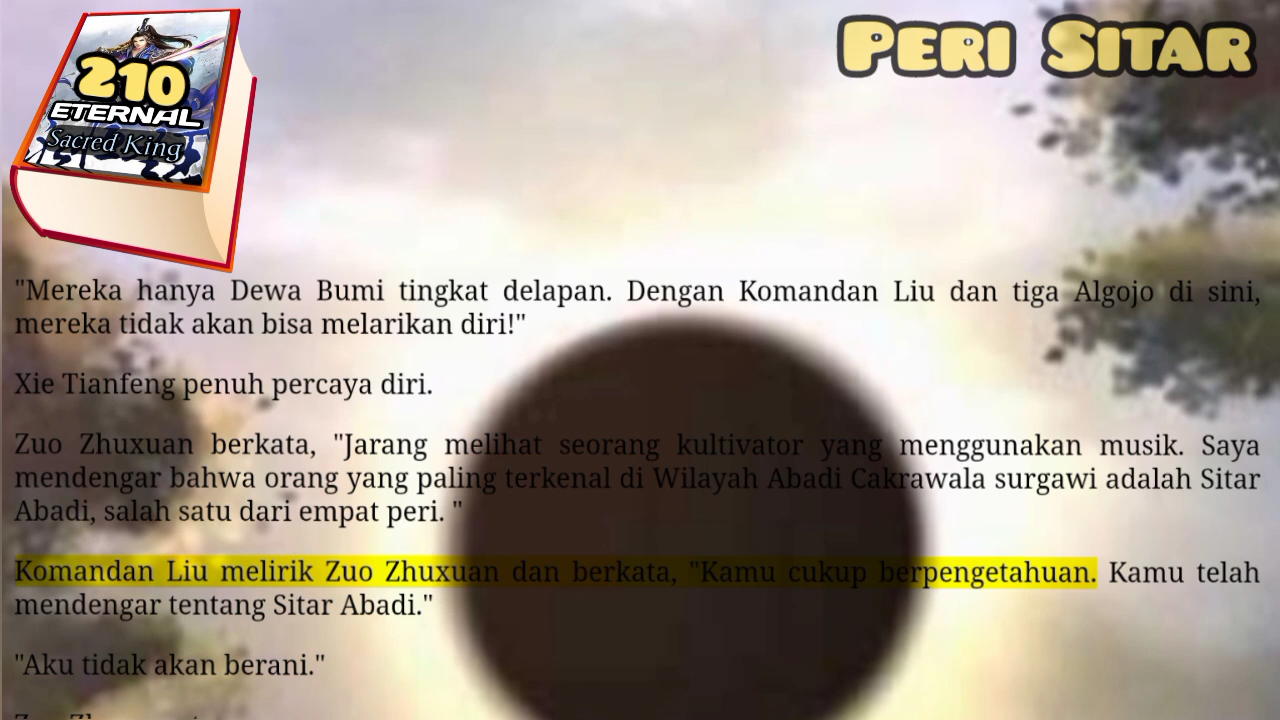 210
ETERNAL
Sacred King
PERI SITAR
"Mereka hanya Dewa Bumi tingkat delapan. Dengan Komandan Liu dan tiga Algojo di sini,
mereka tidak akan bisa melarikan diri!"
Xie Tianfeng penuh percaya diri.
Zuo Zhuxuan berkata, "Jarang melihat seorang kultivator yang menggunakan musik. Saya
mendengar bahwa orang yang paling terkenal di Wilayah Abadi Cakrawala surgawi adalah Sitar
Abadi, salah satu dari empat peri. "
Komandan Liu melirik Zuo Zhuxuan dan berkata, "Kamu cukup berpengetahuan. Kamu telah
mendengar tentang Sitar Abadi."
"Aku tidak akan berani."